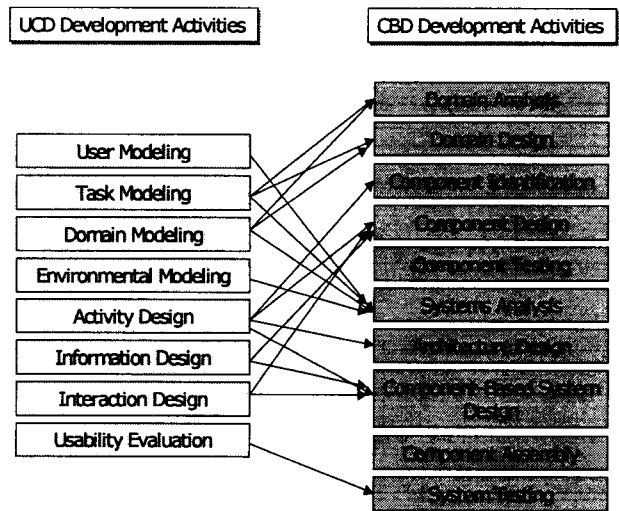 UCD Development Activities
CBD Development Activities
User Modeling
Task Modeling
Domain Modeling
Environmental Modeling
Activity Design
Information Design
Interaction Design
Usability Evaluation
Domain Analysis
Domain Design
Component Identification
Component Design
Component Testing
Systems Analysis
Architecture Design
Component-Based System
Design
Component Assembly
System Testing